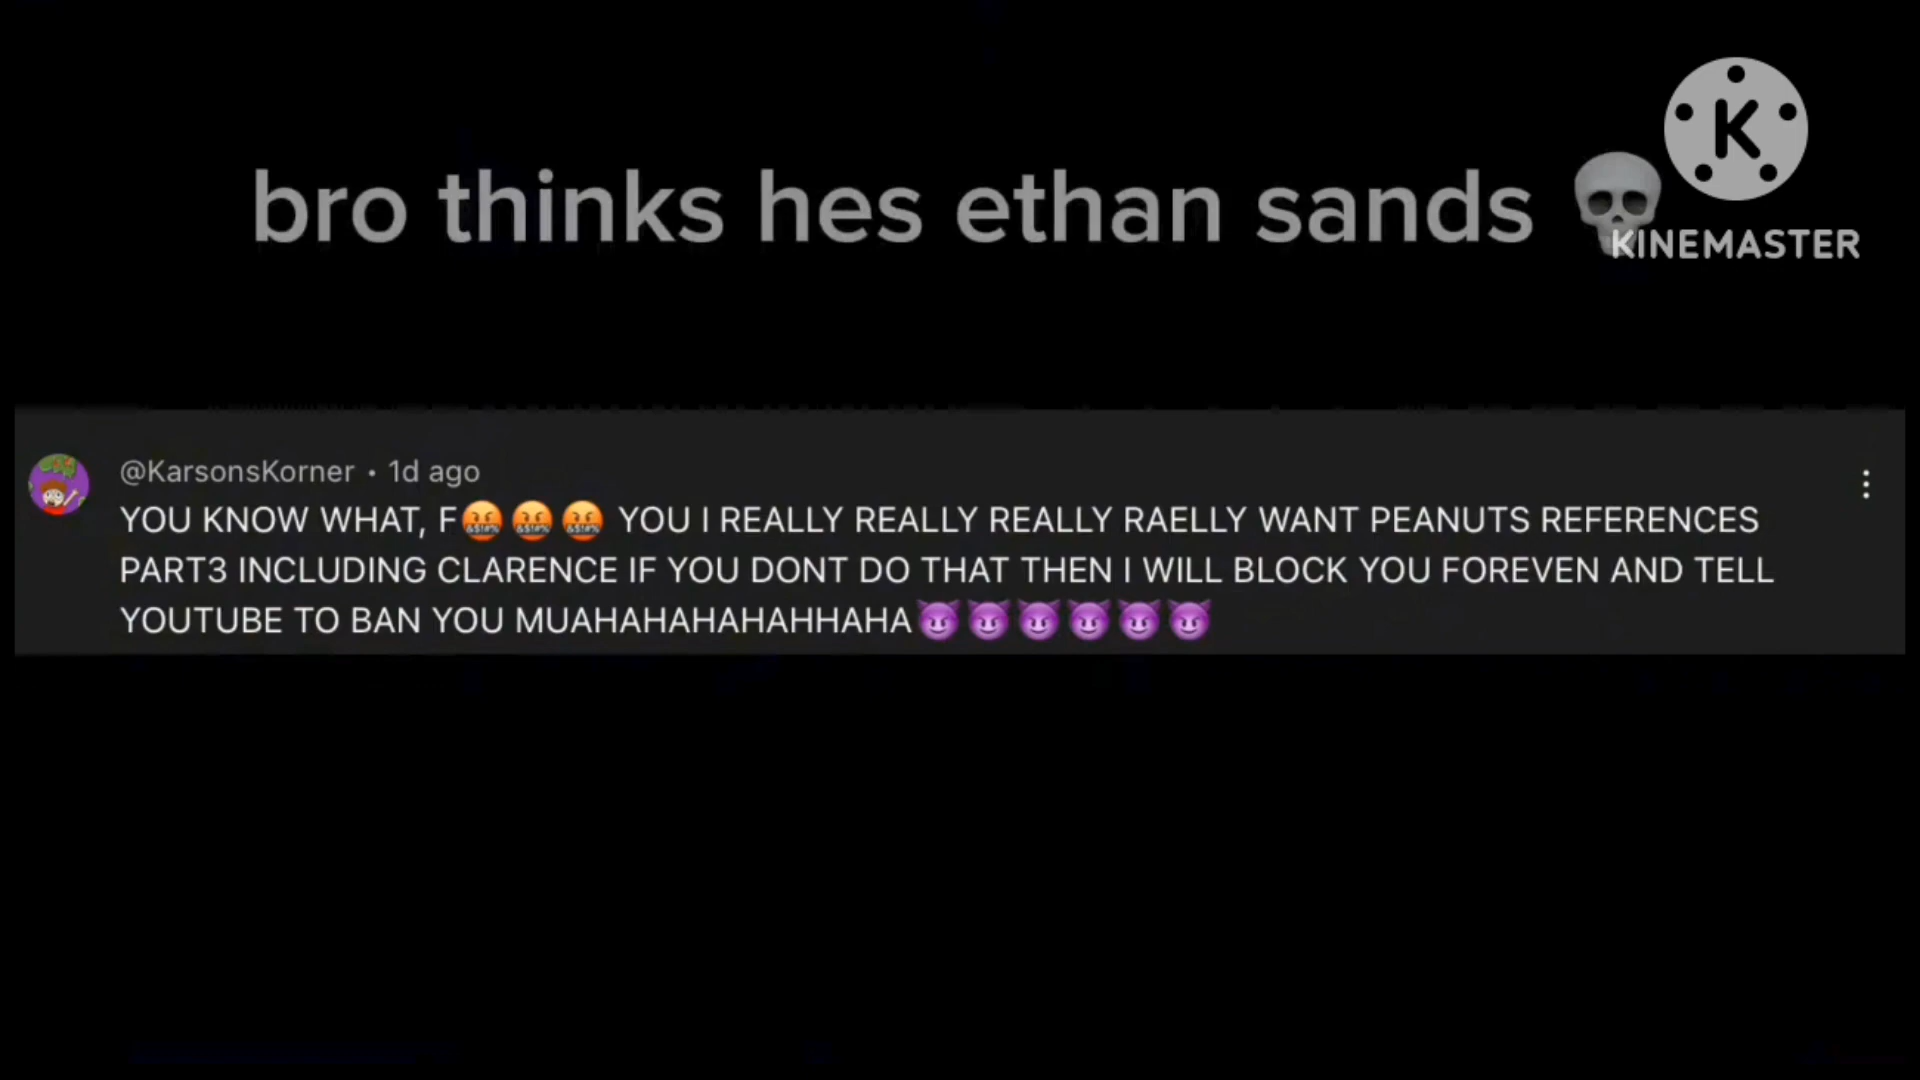 bro thinks hes ethan sands 💀
K
KINEMASTER
@KarsonsKorner • 1d ago
YOU KNOW WHAT, F🤬🤬🤬 YOU I REALLY REALLY REALLY RAELLY WANT PEANUTS REFERENCES
PART3 INCLUDING CLARENCE IF YOU DONT DO THAT THEN I WILL BLOCK YOU FOREVEN AND TELL
YOUTUBE TO BAN YOU MUAHAHAHAHAHHAHA😈😈😈😈😈😈